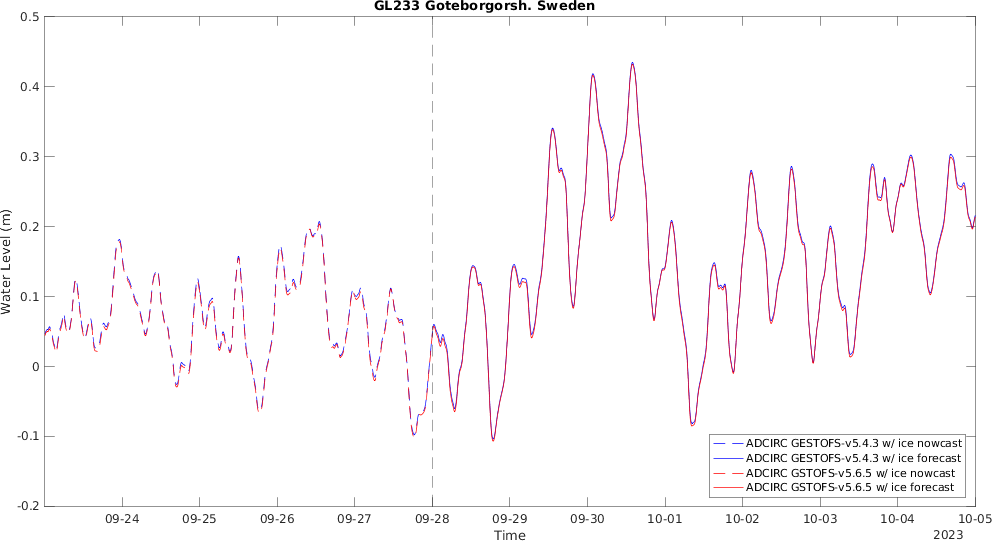 GL233 Goteborgorsh. Sweden
0.5
0.4
0.3
0.2
0.1
0
-0.1
-0.2
Water Level (m)
ADCIRC GESTOFS-v5.4.3 w/ ice nowcast
ADCIRC GESTOFS-v5.4.3 w/ ice forecast
ADCIRC GSTOFS-v5.6.5 w/ ice nowcast
ADCIRC GSTOFS-v5.6.5 w/ ice forecast
09-24 09-25 09-26 09-27 09-28 09-29 09-30 10-01 10-02 10-03 10-04 10-05
Time
2023